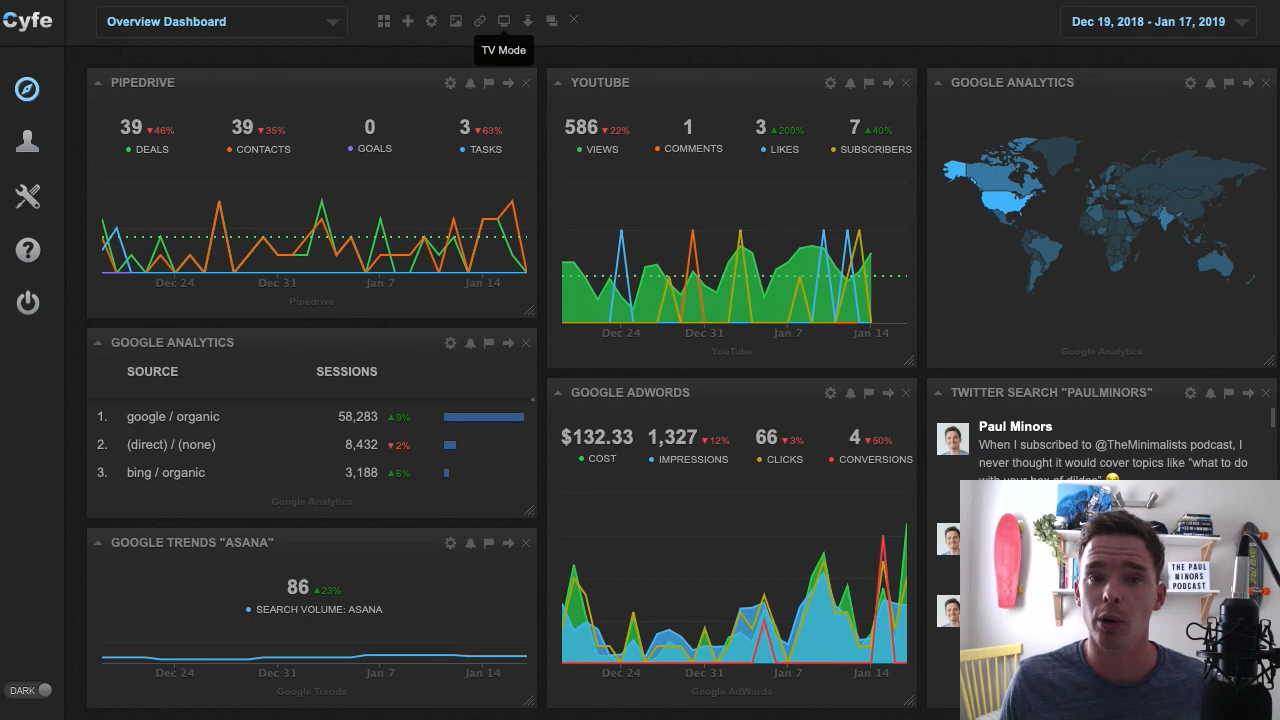 Cyfe
Overview Dashboard
Dec 19, 2018 - Jan 17, 2019
TV Mode
PIPEDRIVE
39 ▼46% 39 ▼35% 0 3 ▼63%
DEALS CONTACTS GOALS TASKS
Dec 24 Dec 31 Jan 7 Jan 14
Pipedrive
GOOGLE ANALYTICS
SOURCE SESSIONS
1. google / organic 58,283 ▲9%
2. (direct) / (none) 8,432 ▼2%
3. bing / organic 3,188 ▲6%
Google Analytics
GOOGLE TRENDS "ASANA"
86 ▲23%
SEARCH VOLUME: ASANA
Dec 24 Dec 31 Jan 7 Jan 14
Google Trends
YOUTUBE
586 ▼22% 1 3 ▲200% 7 ▲40%
VIEWS COMMENTS LIKES SUBSCRIBERS
Dec 24 Dec 31 Jan 7 Jan 14
YouTube
GOOGLE ADWORDS
$132.33 1,327 ▼12% 66 ▼3% 4 ▼50%
COST IMPRESSIONS CLICKS CONVERSIONS
Dec 24 Dec 31 Jan 7 Jan 14
Google AdWords
GOOGLE ANALYTICS
Google Analytics
TWITTER SEARCH "PAULMINORS"
Paul Minors
When I subscribed to @TheMinimalists podcast, I
never thought it would cover topics like "what to do
with your box of dildos"
THE PAUL
MINORS
PODCAST
DARK